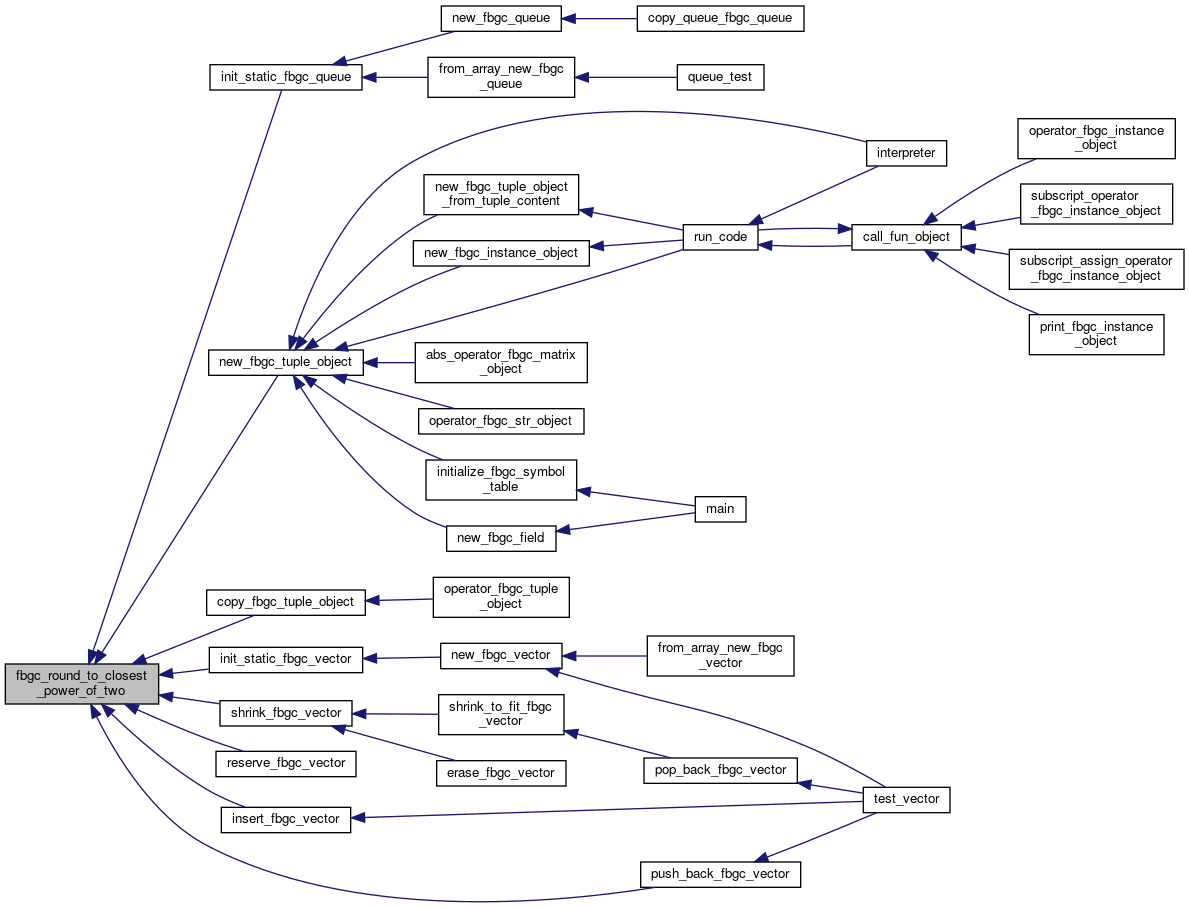 new_fbgc_queue
copy_queue_fbgc_queue
init_static_fbgc_queue
from_array_new_fbgc
_queue
queue_test
interpreter
operator_fbgc_instance
_object
new_fbgc_tuple_object
_from_tuple_content
subscript_operator
_fbgc_instance_object
run_code
call_fun_object
new_fbgc_instance_object
subscript_assign_operator
_fbgc_instance_object
print_fbgc_instance
_object
new_fbgc_tuple_object
abs_operator_fbgc_matrix
_object
operator_fbgc_str_object
initialize_fbgc_symbol
_table
main
new_fbgc_field
copy_fbgc_tuple_object
operator_fbgc_tuple
_object
init_static_fbgc_vector
new_fbgc_vector
from_array_new_fbgc
_vector
fbgc_round_to_closest
_power_of_two
shrink_fbgc_vector
shrink_to_fit_fbgc
_vector
reserve_fbgc_vector
erase_fbgc_vector
pop_back_fbgc_vector
test_vector
insert_fbgc_vector
push_back_fbgc_vector